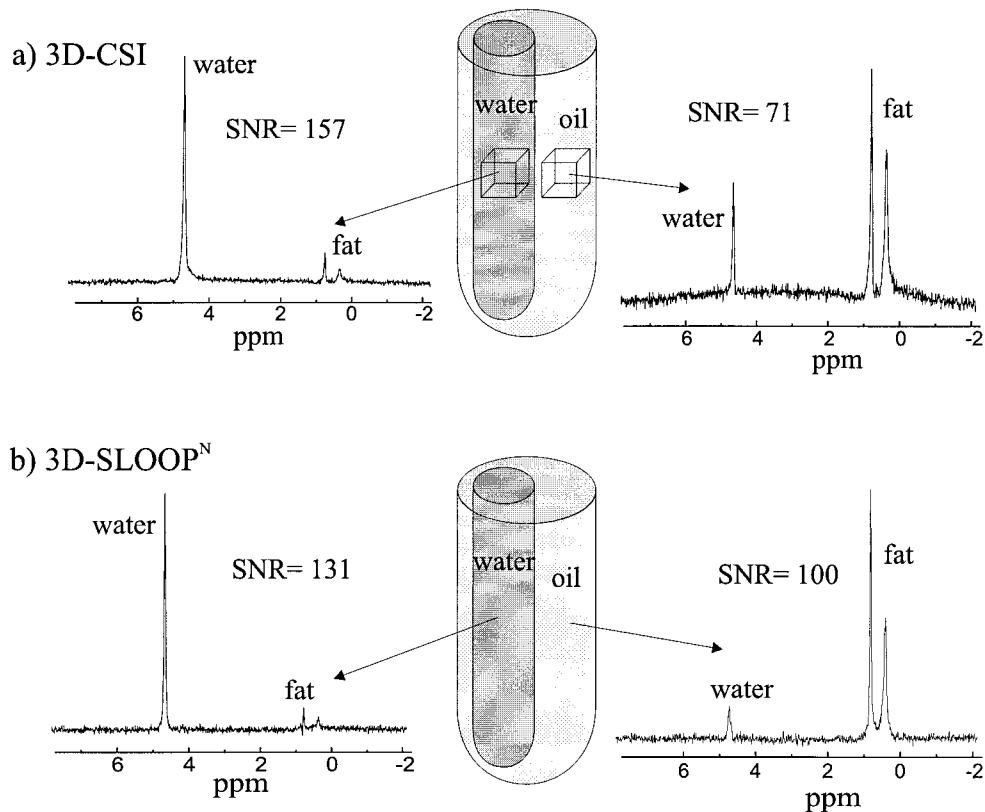 a) 3D-CSI
water
SNR= 157
fat
6 4 2 0 -2
ppm
water
oil
SNR= 71
fat
water
6 4 2 0 -2
ppm
b) 3D-SLOOP^N
water
SNR= 131
fat
6 4 2 0 -2
ppm
water
oil
SNR= 100
fat
water
6 4 2 0 -2
ppm